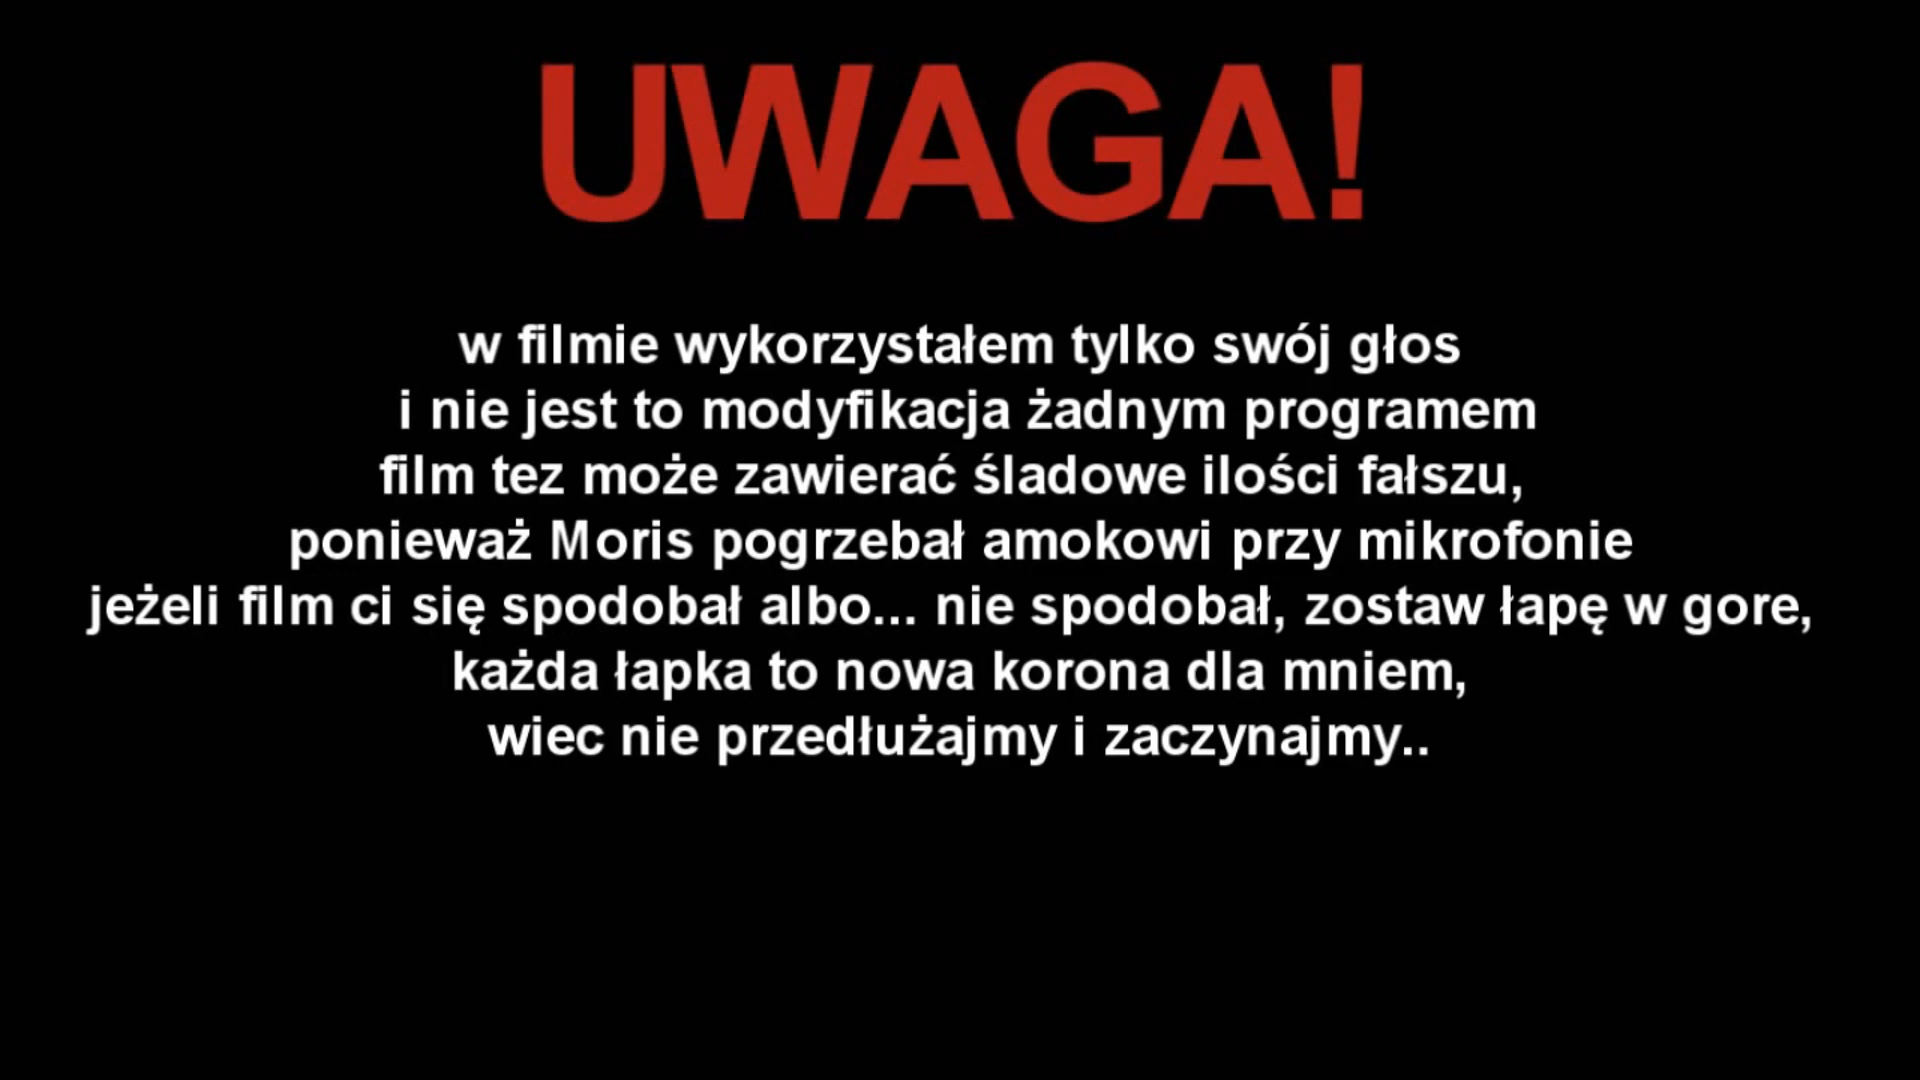 UWAGA!
w filmie wykorzystałem tylko swój głos
i nie jest to modyfikacja żadnym programem
film tez może zawierać śladowe ilości fałszu,
ponieważ Moris pogrzebał amokowi przy mikrofonie
jeżeli film ci się spodobał albo... nie spodobał, zostaw łapę w gore,
każda łapka to nowa korona dla mniem,
wiec nie przedłużajmy i zaczynajmy..